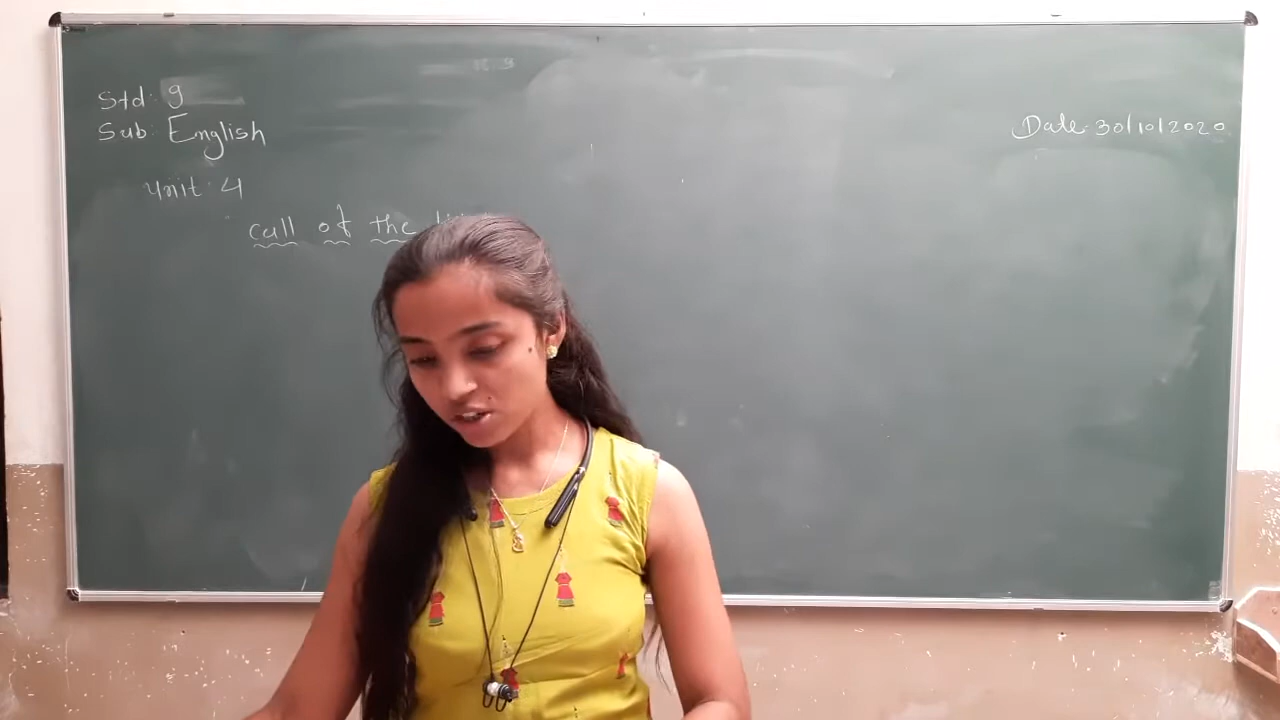 Std: 9
Sub: English
Date: 30/10/2020
Unit: 4
" call of the